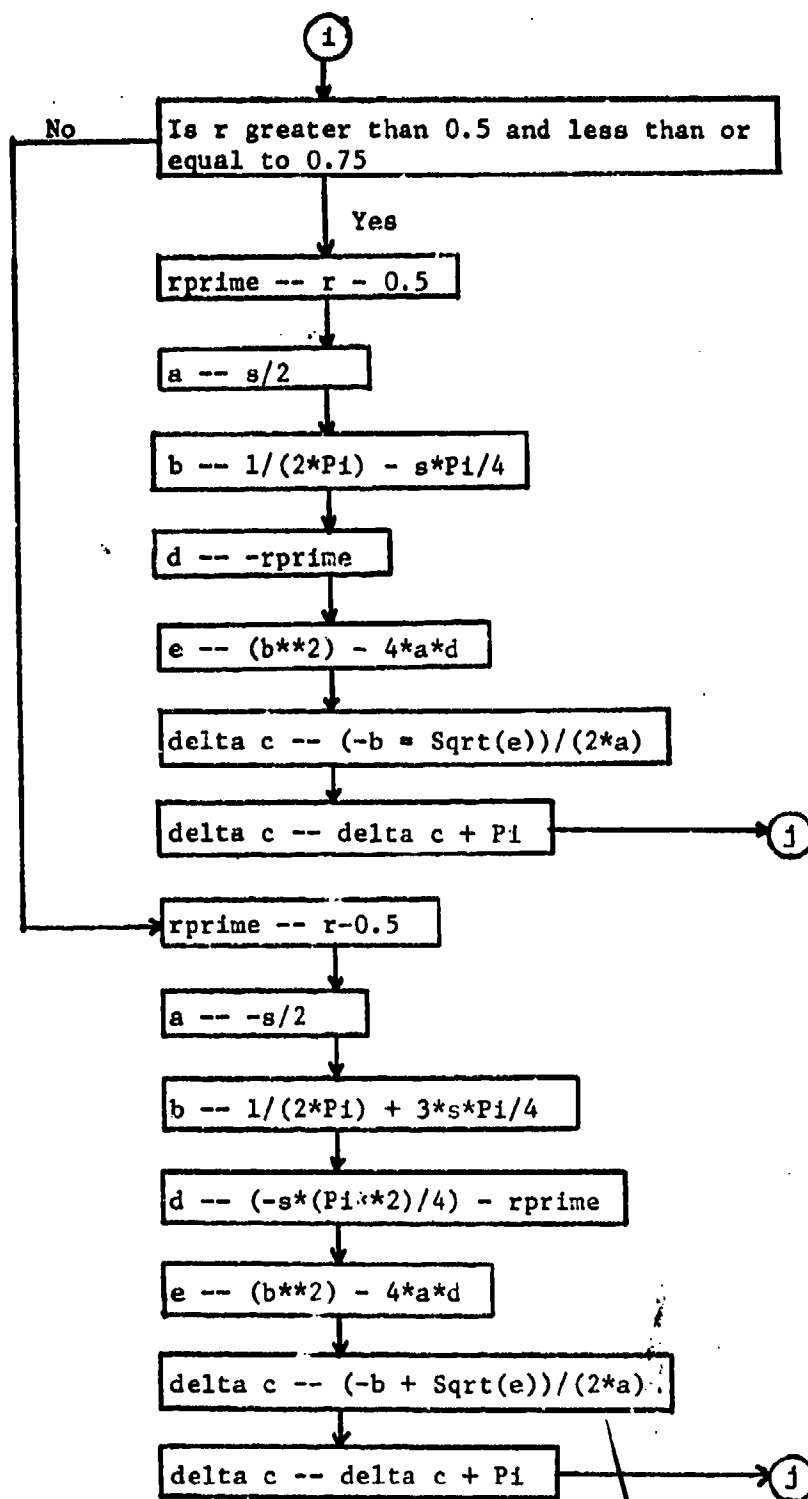 i
No
Is r greater than 0.5 and less than or
equal to 0.75
Yes
rprime -- r - 0.5
a -- s/2
b -- 1/(2*Pi) - s*Pi/4
d -- -rprime
e -- (b**2) - 4*a*d
delta c -- (-b = Sqrt(e))/(2*a)
delta c -- delta c + Pi
j
rprime -- r-0.5
a -- -s/2
b -- 1/(2*Pi) + 3*s*Pi/4
d -- (-s*(Pi**2)/4) - rprime
e -- (b**2) - 4*a*d
delta c -- (-b + Sqrt(e))/(2*a)
delta c -- delta c + Pi
j